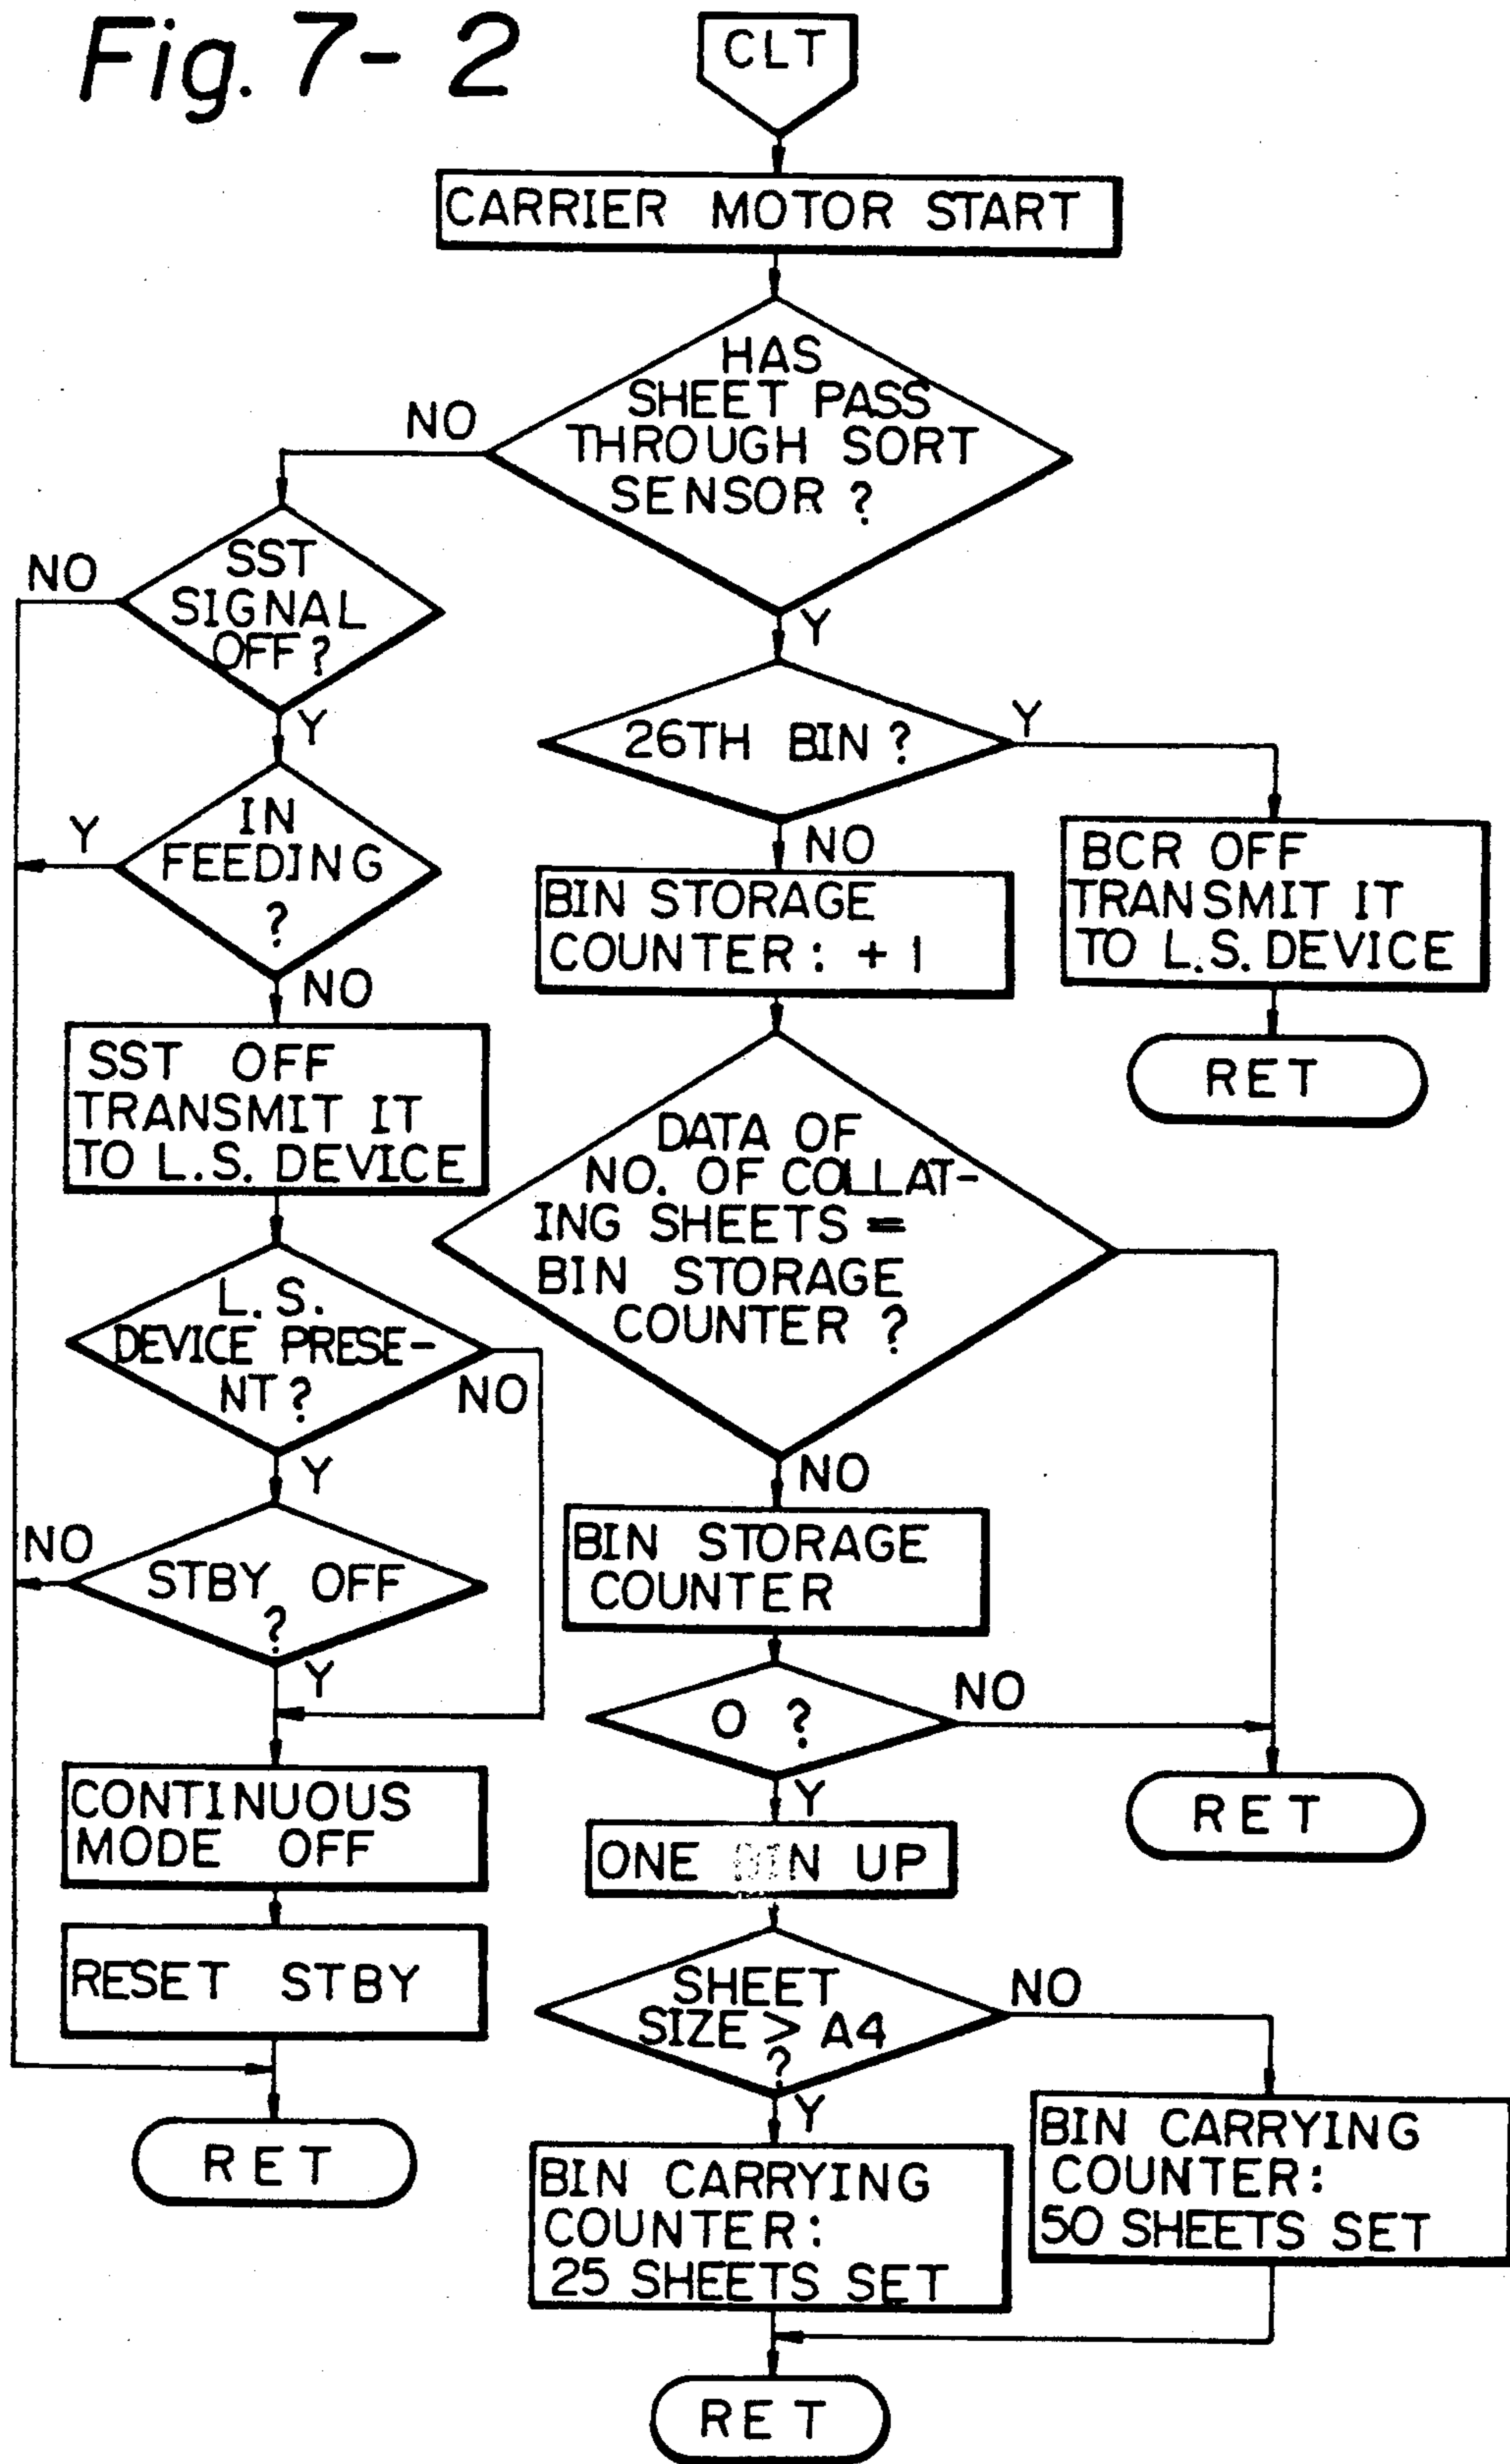 Fig. 7-2
CLT
CARRIER MOTOR START
HAS
SHEET PASS
THROUGH SORT
SENSOR ?
NO
Y
SST
SIGNAL
OFF ?
NO
Y
26TH BIN ?
Y
NO
IN
FEEDING
?
Y
NO
BIN STORAGE
COUNTER : + 1
BCR OFF
TRANSMIT IT
TO L.S. DEVICE
RET
SST OFF
TRANSMIT IT
TO L.S. DEVICE
DATA OF
NO. OF COLLAT-
ING SHEETS =
BIN STORAGE
COUNTER ?
NO
L. S.
DEVICE PRESE-
NT ?
NO
Y
STBY OFF
?
NO
Y
BIN STORAGE
COUNTER
O ?
NO
Y
RET
CONTINUOUS
MODE OFF
RESET STBY
RET
ONE BIN UP
SHEET
SIZE > A4
?
NO
Y
BIN CARRYING
COUNTER :
25 SHEETS SET
BIN CARRYING
COUNTER :
50 SHEETS SET
RET